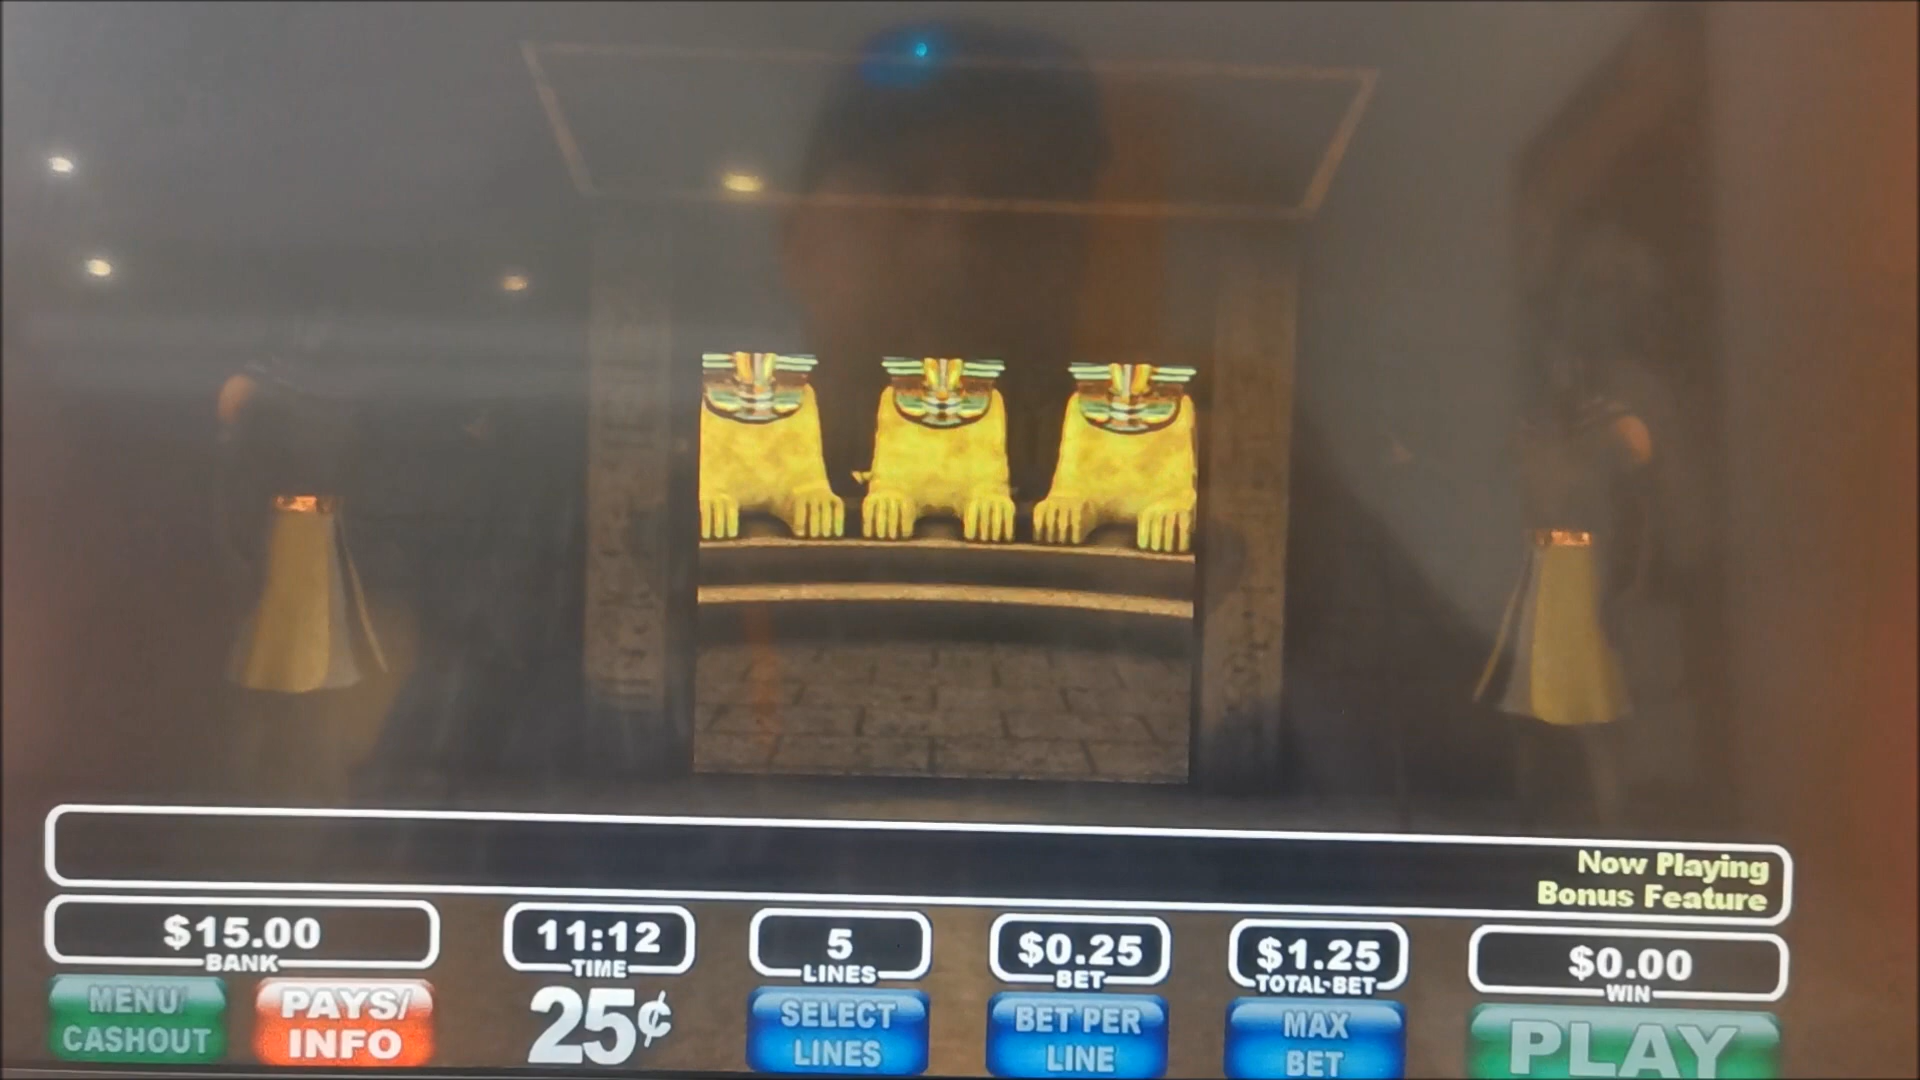 Now Playing
Bonus Feature
$15.00
BANK
11:12
TIME
5
LINES
$0.25
BET
$1.25
TOTAL-BET
$0.00
WIN
MENU/
CASHOUT
PAYS/
INFO
25¢
SELECT
LINES
BET PER
LINE
MAX
BET
PLAY